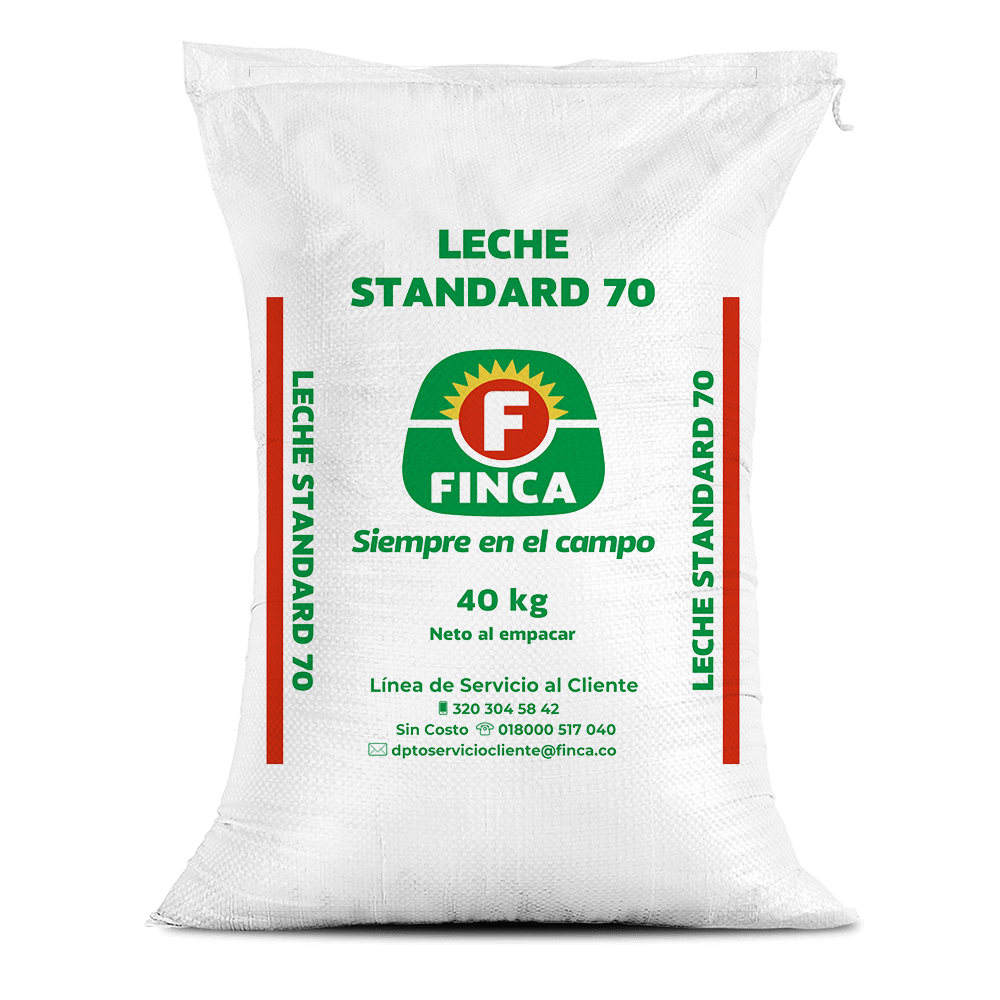 LECHE
STANDARD 70
LECHE STANDARD 70
LECHE STANDARD 70
F
FINCA
Siempre en el campo
40 kg
Neto al empacar
Línea de Servicio al Cliente
320 304 58 42
Sin Costo 018000 517 040
dptoserviciocliente@finca.co